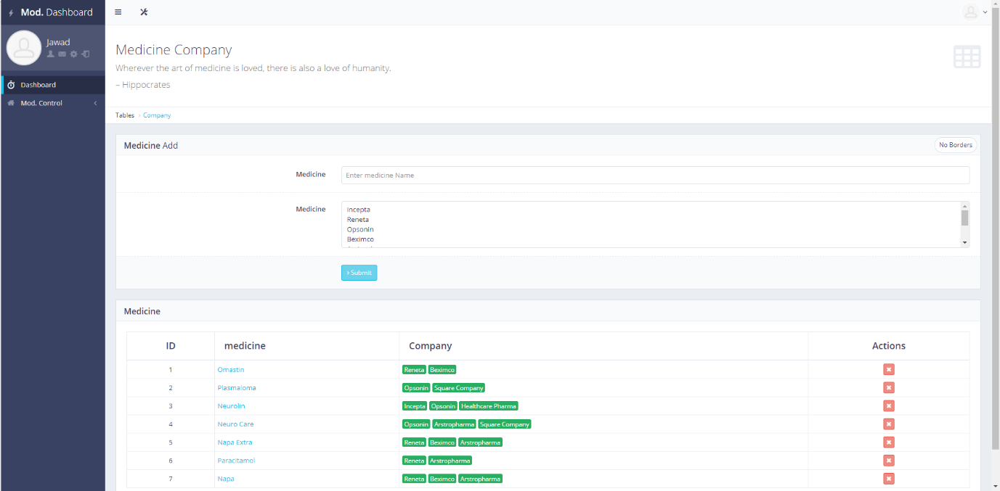 Mod. Dashboard
Jawad
Dashboard
Mod. Control
Medicine Company
Wherever the art of medicine is loved, there is also a love of humanity.
– Hippocrates
Tables › Company
Medicine Add
No Borders
Medicine
Enter medicine Name
Medicine
Incepta
Reneta
Opsonin
Beximco
› Submit
Medicine
ID medicine Company Actions
1 Omastin Reneta Beximco
2 Plasmaloma Opsonin Square Company
3 Neurolin Incepta Opsonin Healthcare Pharma
4 Neuro Care Opsonin Arstropharma Square Company
5 Napa Extra Reneta Beximco Arstropharma
6 Paracitamol Reneta Arstropharma
7 Napa Reneta Beximco Arstropharma